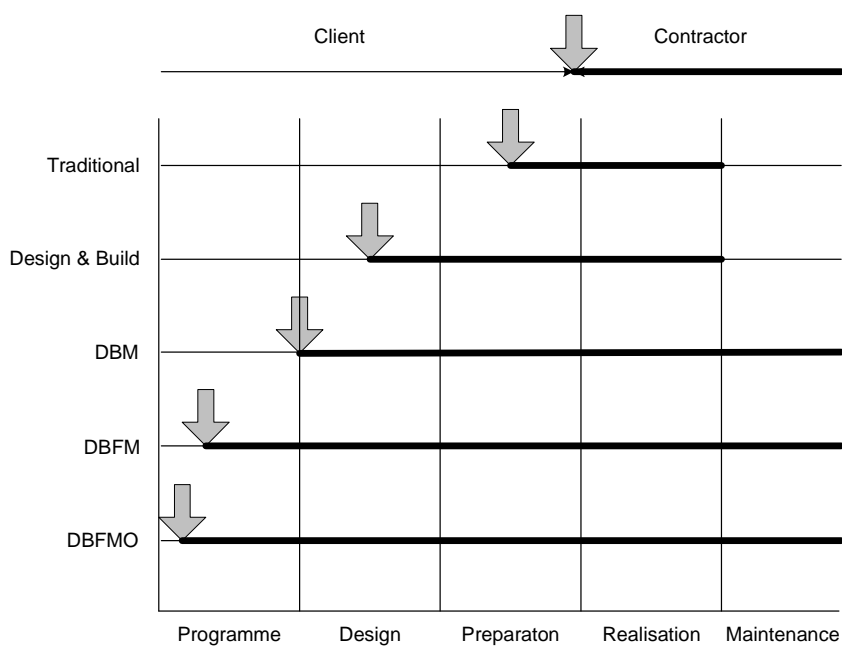 Client Contractor
Traditional
Design & Build
DBM
DBFM
DBFMO
Programme Design Preparaton Realisation Maintenance